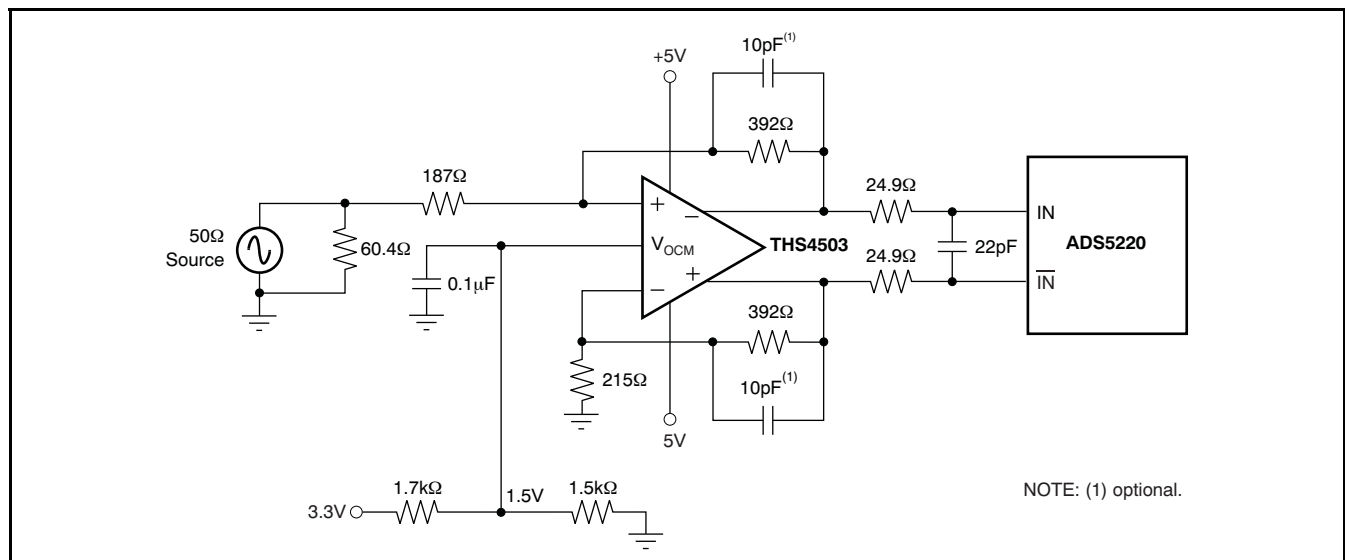 10pF(1)
+5V
392Ω
187Ω
24.9Ω
+
−
IN
50Ω
Source
60.4Ω
VOCM
THS4503
22pF
ADS5220
0.1μF
+
−
24.9Ω
IN
392Ω
215Ω
10pF(1)
5V
1.7kΩ
1.5V
1.5kΩ
3.3V
NOTE: (1) optional.